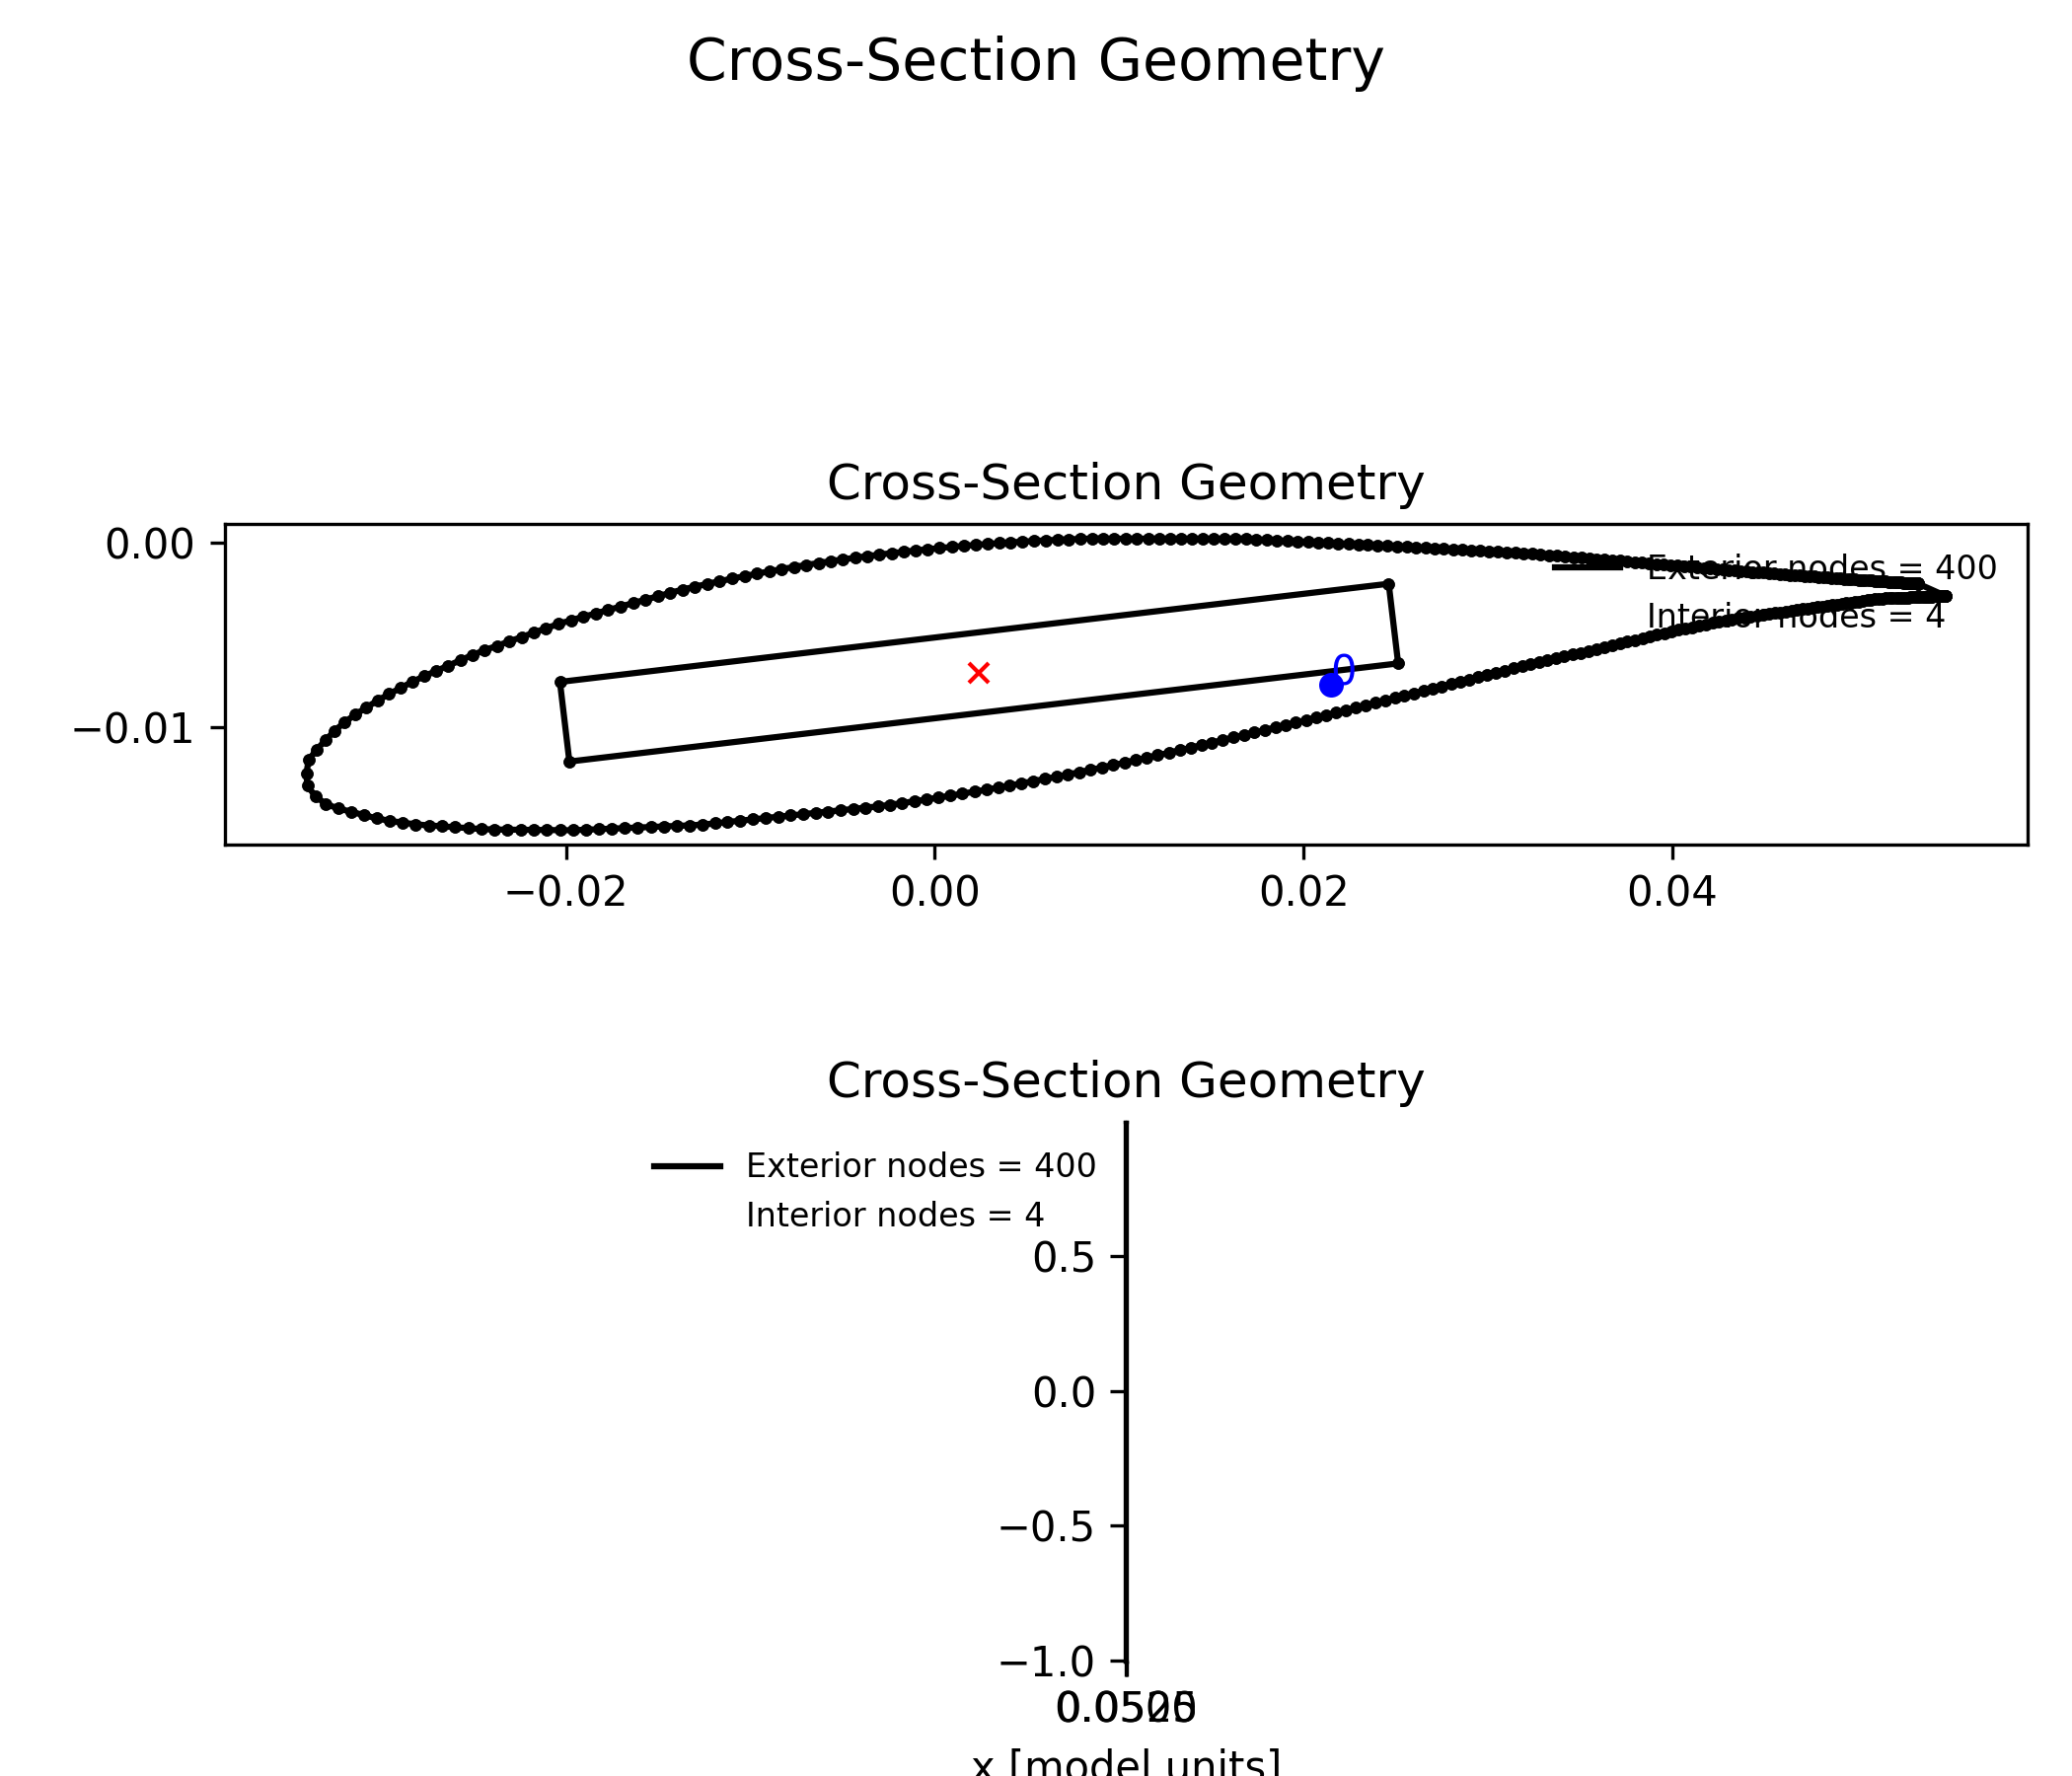 Cross-Section Geometry
Cross-Section Geometry
0.00
Exterior nodes = 400
Interior nodes = 4
0
−0.01
−0.02 0.00 0.02 0.04
Cross-Section Geometry
Exterior nodes = 400
Interior nodes = 4
0.5
0.0
−0.5
−1.0
x [model units]